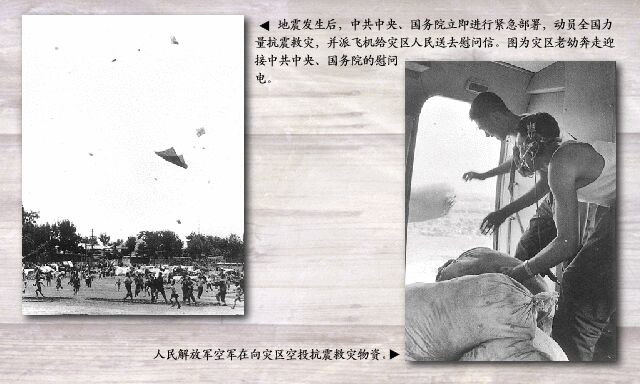 ◀ 地震发生后，中共中央、国务院立即进行紧急部署，动员全国力
量抗震救灾，并派飞机给灾区人民送去慰问信。图为灾区老幼奔走迎
接中共中央、国务院的慰问
电。
人民解放军空军在向灾区空投抗震救灾物资。▶